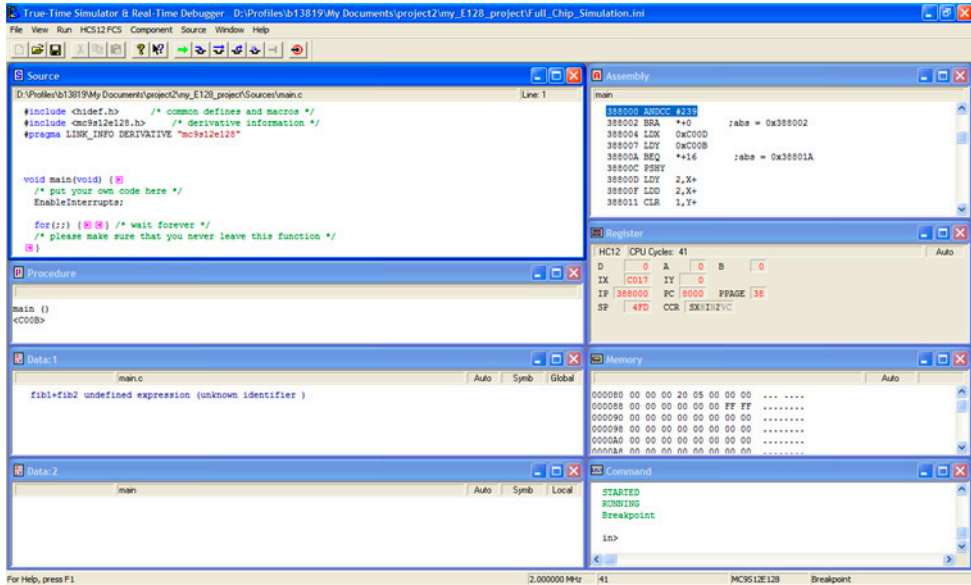 True-Time Simulator & Real-Time Debugger D:\Profiles\b13819\My Documents\project2\my_E128_project\Full_Chip_Simulation.ini
File View Run HCS12FCS Component Source Window Help
Source
D:\Profiles\b13819\My Documents\project2\my_E128_project\Sources\main.c Line: 1
#include <hidef.h> /* common defines and macros */
#include <mc9s12e128.h> /* derivative information */
#pragma LINK_INFO DERIVATIVE "mc9s12e128"
void main(void) {
/* put your own code here */
EnableInterrupts;
for(;;) { } /* wait forever */
/* please make sure that you never leave this function */
}
Procedure
main ()
<C00B>
Data:1
main.c Auto Symb Global
fib1+fib2 undefined expression (unknown identifier )
Data:2
main Auto Symb Local
Assembly
main
388000 ANDCC #239
388002 BRA *+0 ;abs = 0x388002
388004 LDX 0xC00D
388007 LDY 0xC00B
38800A BEQ *+16 ;abs = 0x38801A
38800C PSHY
38800D LDY 2,X+
38800F LDD 2,X+
388011 CLR 1,Y+
Register
HC12 CPU Cycles: 41 Auto
D 0 A 0 B 0
IX C017 IY 0
IP 388000 PC 8000 PPAGE 38
SP 4FD CCR SXHINZVC
Memory
Auto
000080 00 00 00 20 05 00 00 00 ... ....
000088 00 00 00 00 00 00 FF FF ........
000090 00 00 00 00 00 00 00 00 ........
000098 00 00 00 00 00 00 00 00 ........
0000A0 00 00 00 00 00 00 00 00 ........
0000A8 00 00 00 00 00 00 00 00 ........
Command
STARTED
RUNNING
Breakpoint
in>
For Help, press F1 2.000000 MHz 41 MC9S12E128 Breakpoint